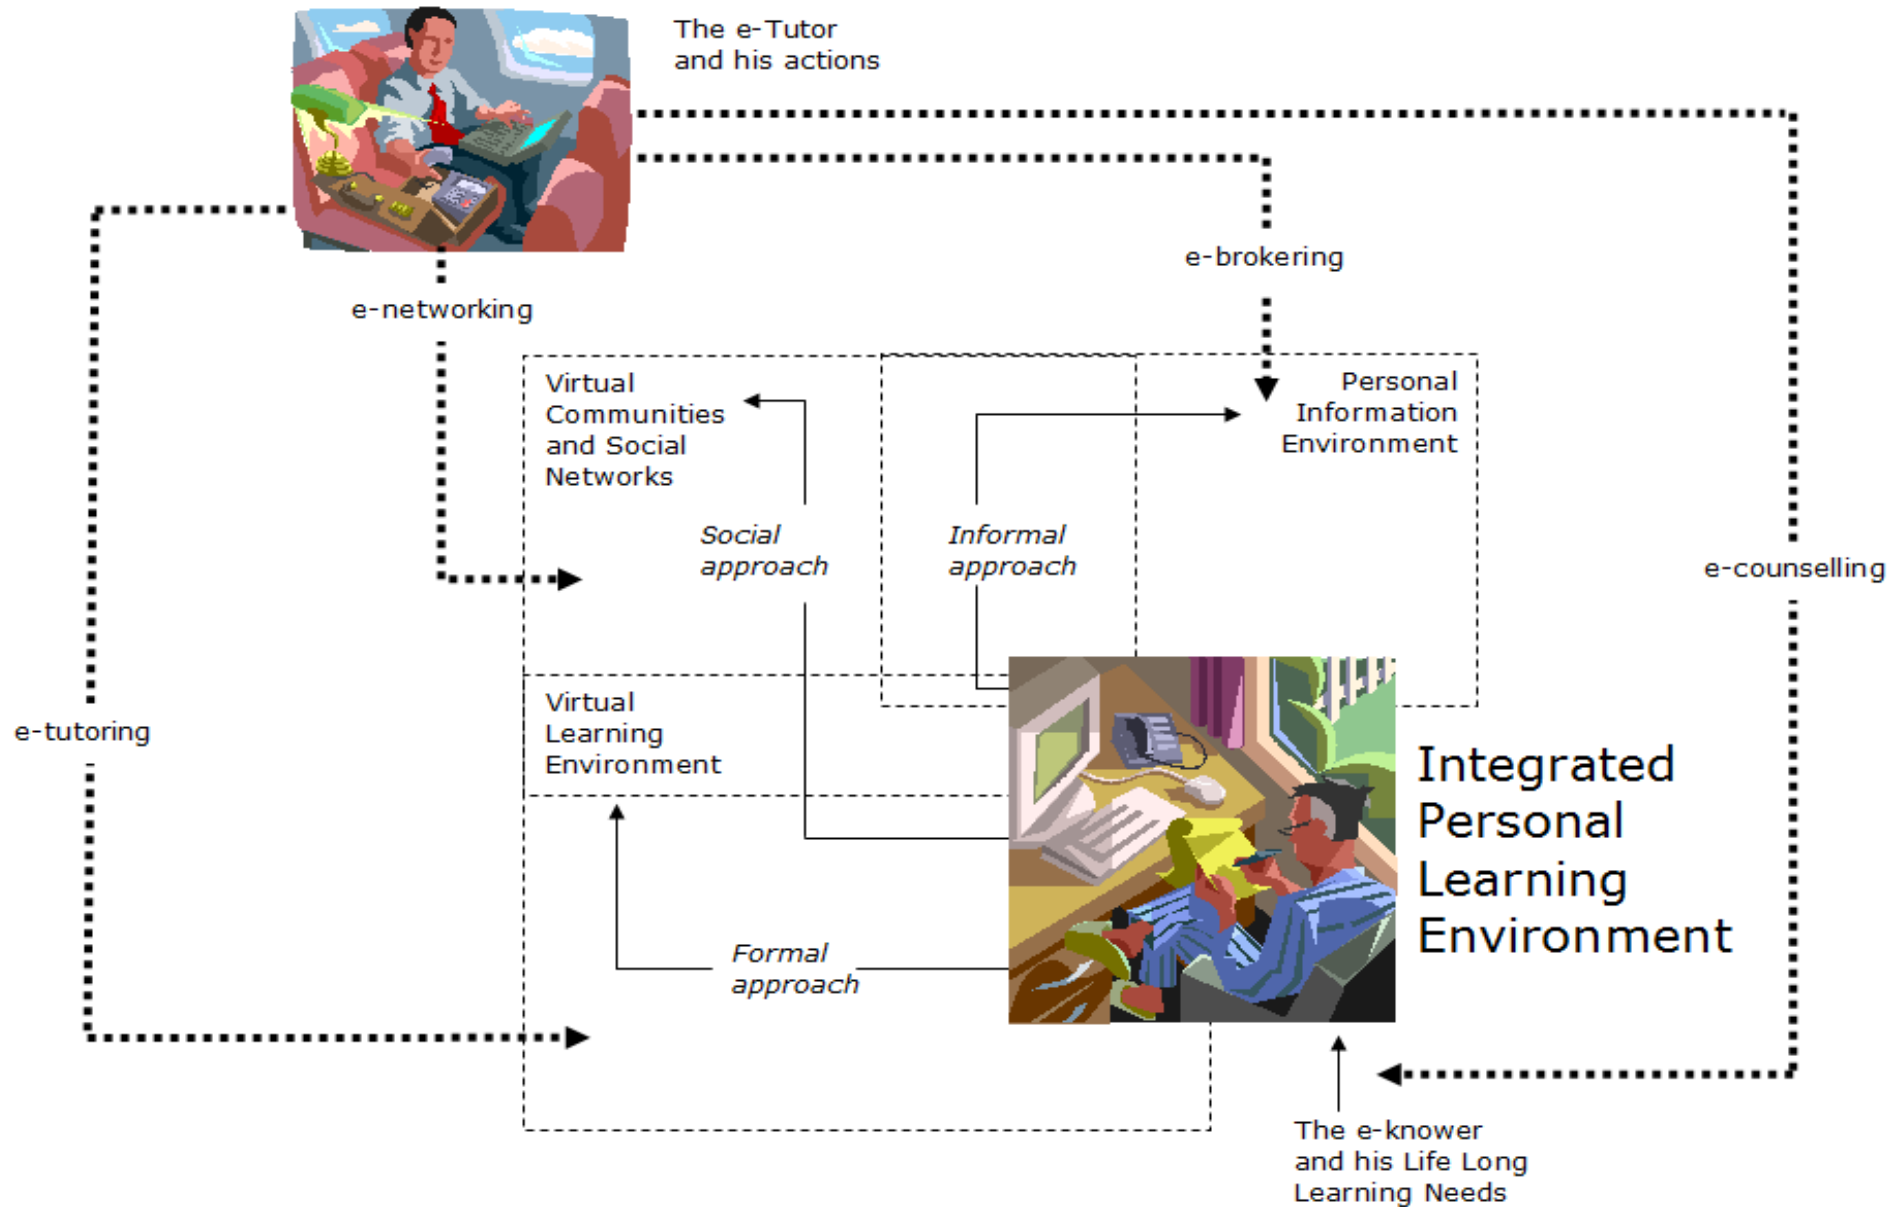 The e-Tutor
and his actions
e-brokering
e-networking
Virtual
Communities
and Social
Networks
Personal
Information
Environment
Social
approach
Informal
approach
e-counselling
Virtual
Learning
Environment
e-tutoring
Integrated
Personal
Learning
Environment
Formal
approach
The e-knower
and his Life Long
Learning Needs